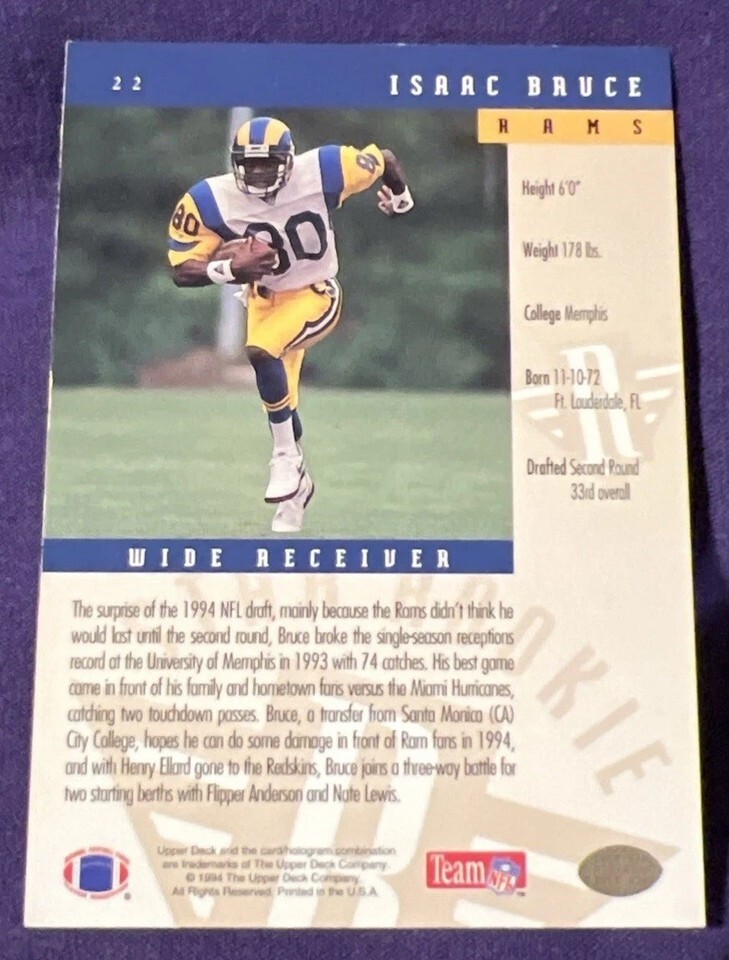 22
ISAAC BRUCE
RAMS
Height 6'0"
Weight 178 lbs.
College Memphis
Born 11-10-72
Ft. Lauderdale, FL
Drafted Second Round
33rd overall
80
80
80
WIDE RECEIVER
STAR ROOKIE
The surprise of the 1994 NFL draft, mainly because the Rams didn't think he
would last until the second round, Bruce broke the single-season receptions
record at the University of Memphis in 1993 with 74 catches. His best game
came in front of his family and hometown fans versus the Miami Hurricanes,
catching two touchdown passes. Bruce, a transfer from Santa Monica (CA)
City College, hopes he can do some damage in front of Ram fans in 1994,
and with Henry Ellard gone to the Redskins, Bruce joins a three-way battle for
two starting berths with Flipper Anderson and Nate Lewis.
Upper Deck and the card/hologram combination
are trademarks of The Upper Deck Company.
© 1994 The Upper Deck Company.
All Rights Reserved. Printed in the U.S.A.
®
Team NFL